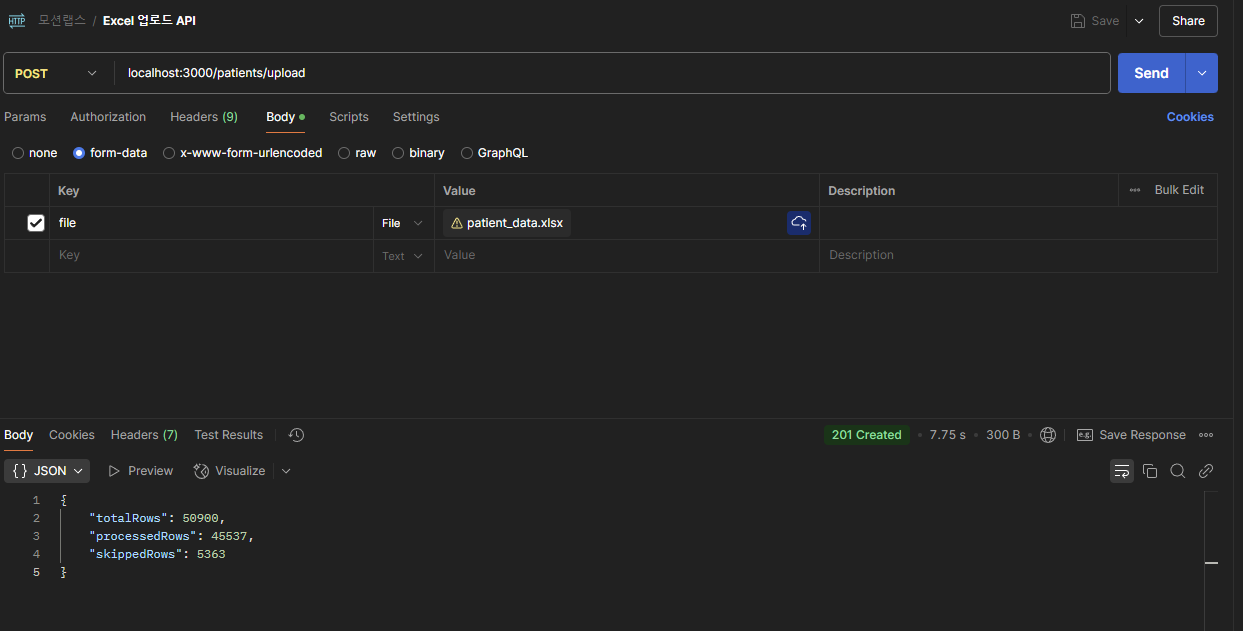 HTTP 모션랩스 / Excel 업로드 API Save Share
POST localhost:3000/patients/upload Send
Params Authorization Headers (9) Body Scripts Settings Cookies
none form-data x-www-form-urlencoded raw binary GraphQL
Key Value Description Bulk Edit
file File patient_data.xlsx
Key Text Value Description
Body Cookies Headers (7) Test Results 201 Created 7.75 s 300 B e.g. Save Response
{} JSON Preview Visualize
1 {
2 "totalRows": 50900,
3 "processedRows": 45537,
4 "skippedRows": 5363
5 }